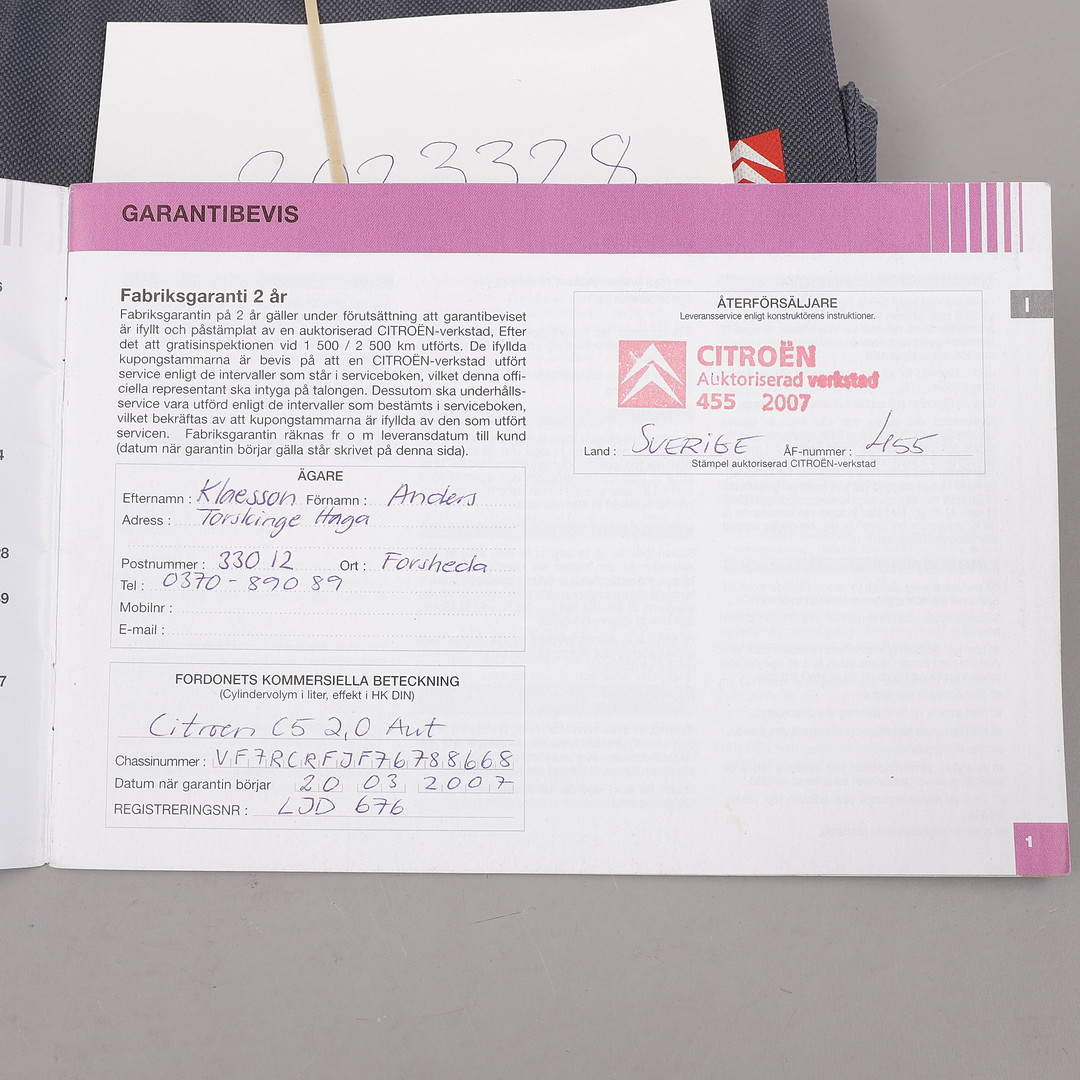 GARANTIBEVIS
Fabriksgaranti 2 år
Fabriksgarantin på 2 år gäller under förutsättning att garantibeviset
är ifyllt och påstämplat av en auktoriserad CITROËN-verkstad, Efter
det att gratisinspektionen vid 1 500 / 2 500 km utförts. De ifyllda
kupongstammarna är bevis på att en CITROËN-verkstad utfört
service enligt de intervaller som står i serviceboken, vilket denna offi-
ciella representant ska intyga på talongen. Dessutom ska underhålls-
service vara utförd enligt de intervaller som bestämts i serviceboken,
vilket bekräftas av att kupongstammarna är ifyllda av den som utfört
servicen. Fabriksgarantin räknas fr o m leveransdatum till kund
(datum när garantin börjar gälla står skrivet på denna sida).
ÄGARE
Efternamn : Klaesson Förnamn : Anders
Adress : Torskinge Haga
Postnummer : 330 12 Ort : Forsheda
Tel : 0370-890 89
Mobilnr :
E-mail :
FORDONETS KOMMERSIELLA BETECKNING
(Cylindervolym i liter, effekt i HK DIN)
Citroen C5 2,0 Aut
Chassinummer : VF7RCRFJF76788668
Datum när garantin börjar 20 03 2007
REGISTRERINGSNR : LJD 676
ÅTERFÖRSÄLJARE
Leveransservice enligt konstruktörens instruktioner.
CITROËN
Auktoriserad verkstad
455 2007
Land : SVERIGE ÅF-nummer : 455
Stämpel auktoriserad CITROËN-verkstad
I
1